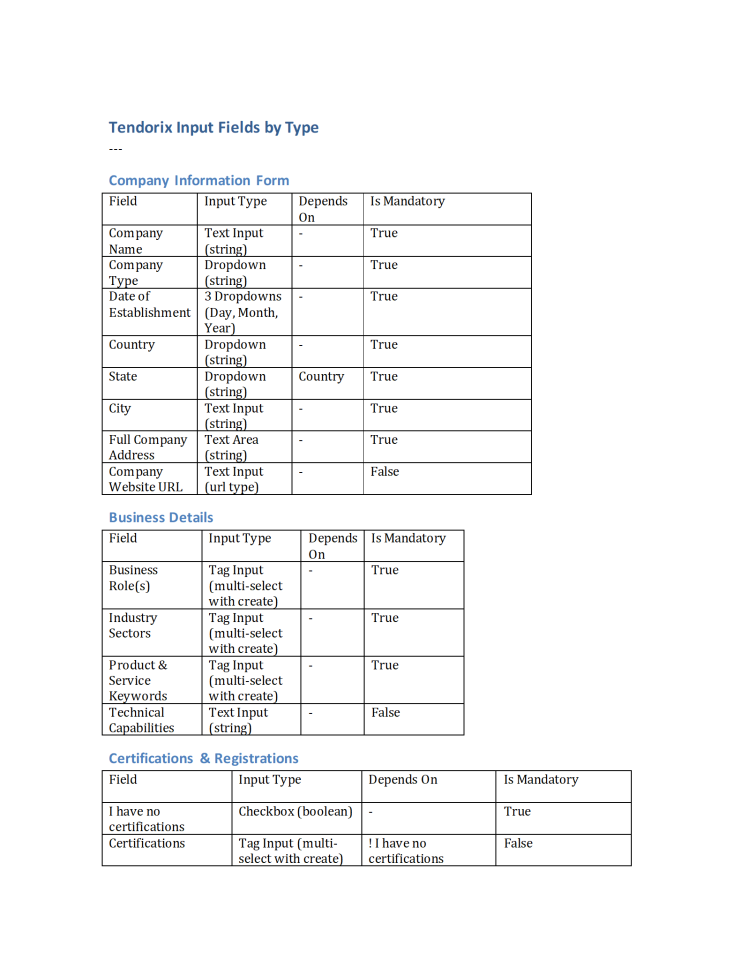 Tendorix Input Fields by Type
---
Company Information Form
Field Input Type Depends On Is Mandatory
Company Name Text Input (string) - True
Company Type Dropdown (string) - True
Date of Establishment 3 Dropdowns (Day, Month, Year) - True
Country Dropdown (string) - True
State Dropdown (string) Country True
City Text Input (string) - True
Full Company Address Text Area (string) - True
Company Website URL Text Input (url type) - False
Business Details
Field Input Type Depends On Is Mandatory
Business Role(s) Tag Input (multi-select with create) - True
Industry Sectors Tag Input (multi-select with create) - True
Product & Service Keywords Tag Input (multi-select with create) - True
Technical Capabilities Text Input (string) - False
Certifications & Registrations
Field Input Type Depends On Is Mandatory
I have no certifications Checkbox (boolean) - True
Certifications Tag Input (multi-select with create) ! I have no certifications False